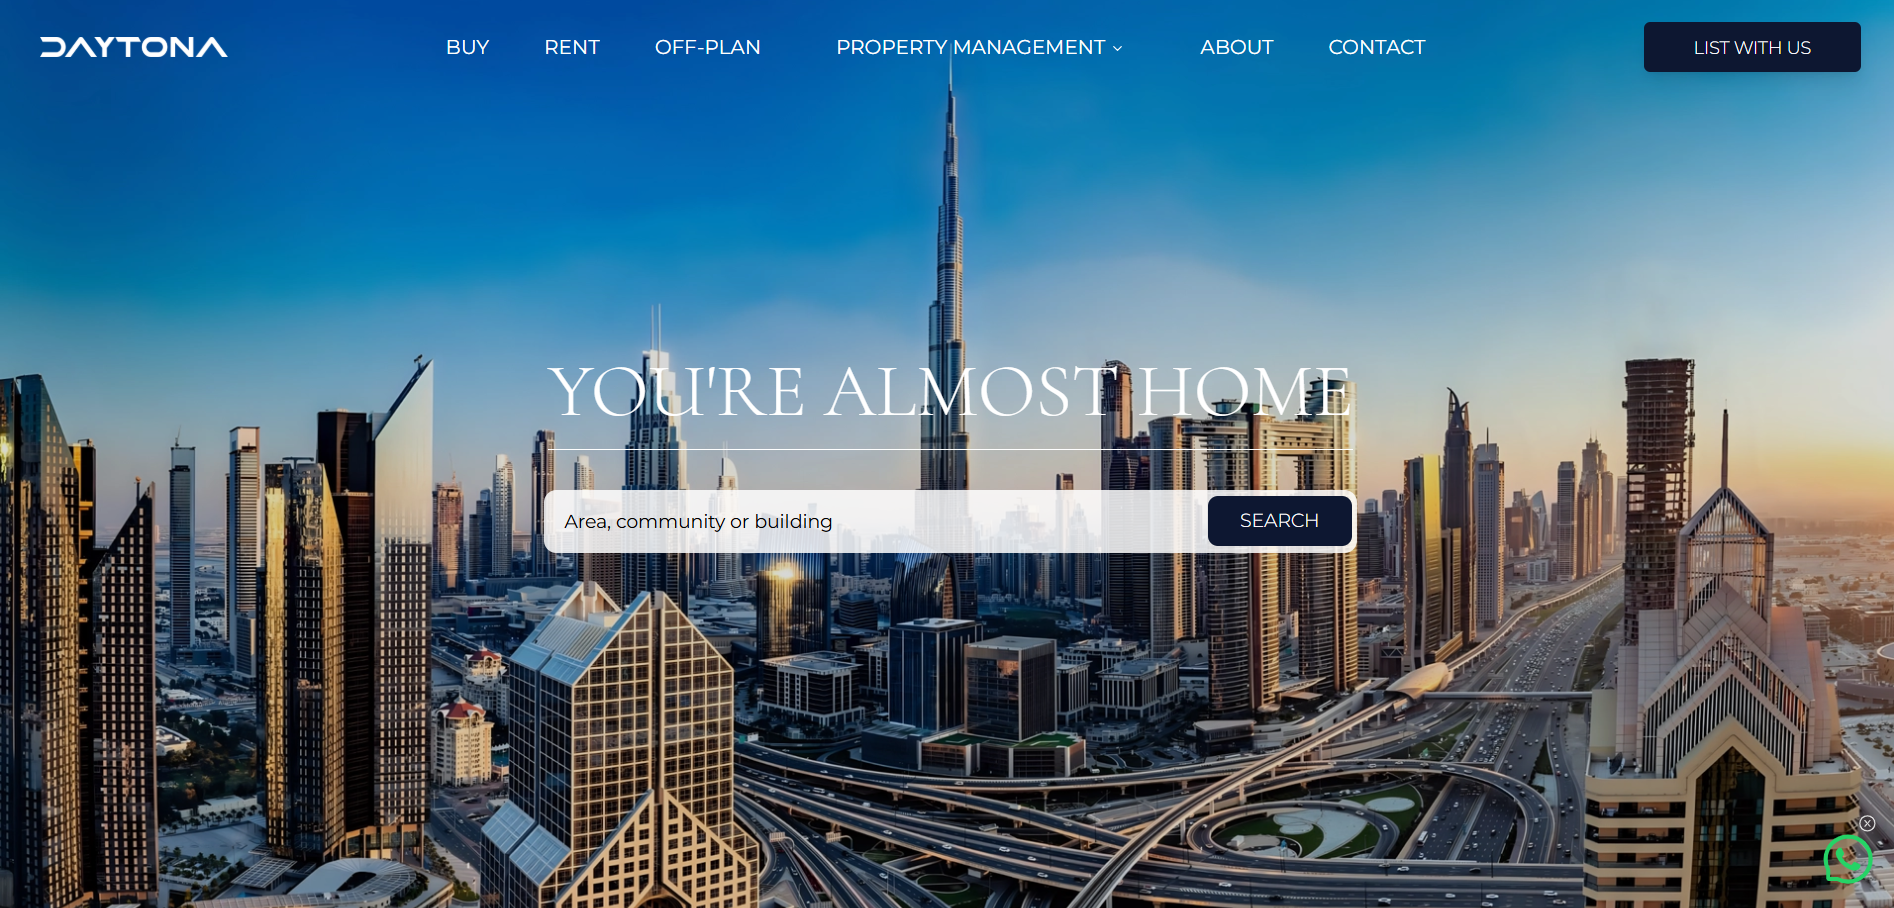 DAYTONA
BUY
RENT
OFF-PLAN
PROPERTY MANAGEMENT
ABOUT
CONTACT
LIST WITH US
YOU'RE ALMOST HOME
Area, community or building
SEARCH